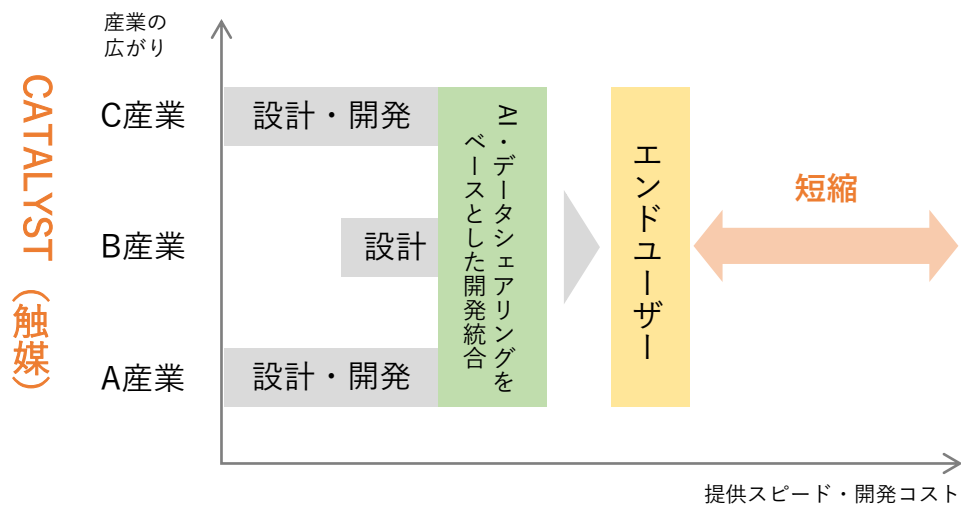 産業の
広がり
CATALYST（触媒）
C産業
設計・開発
B産業
設計
A産業
設計・開発
AI・データシェアリングを
ベースとした開発統合
エンドユーザー
短縮
提供スピード・開発コスト